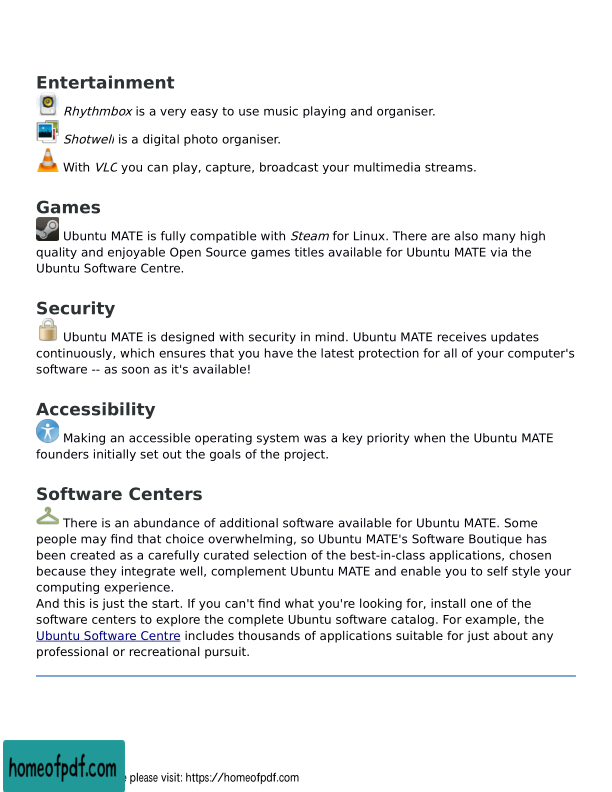 Entertainment
Rhythmbox is a very easy to use music playing and organiser.
Shotwell is a digital photo organiser.
With VLC you can play, capture, broadcast your multimedia streams.
Games
Ubuntu MATE is fully compatible with Steam for Linux. There are also many high
quality and enjoyable Open Source games titles available for Ubuntu MATE via the
Ubuntu Software Centre.
Security
Ubuntu MATE is designed with security in mind. Ubuntu MATE receives updates
continuously, which ensures that you have the latest protection for all of your computer's
software -- as soon as it's available!
Accessibility
Making an accessible operating system was a key priority when the Ubuntu MATE
founders initially set out the goals of the project.
Software Centers
There is an abundance of additional software available for Ubuntu MATE. Some
people may find that choice overwhelming, so Ubuntu MATE's Software Boutique has
been created as a carefully curated selection of the best-in-class applications, chosen
because they integrate well, complement Ubuntu MATE and enable you to self style your
computing experience.
And this is just the start. If you can't find what you're looking for, install one of the
software centers to explore the complete Ubuntu software catalog. For example, the
Ubuntu Software Centre includes thousands of applications suitable for just about any
professional or recreational pursuit.
homeofpdf.com
please visit: https://homeofpdf.com